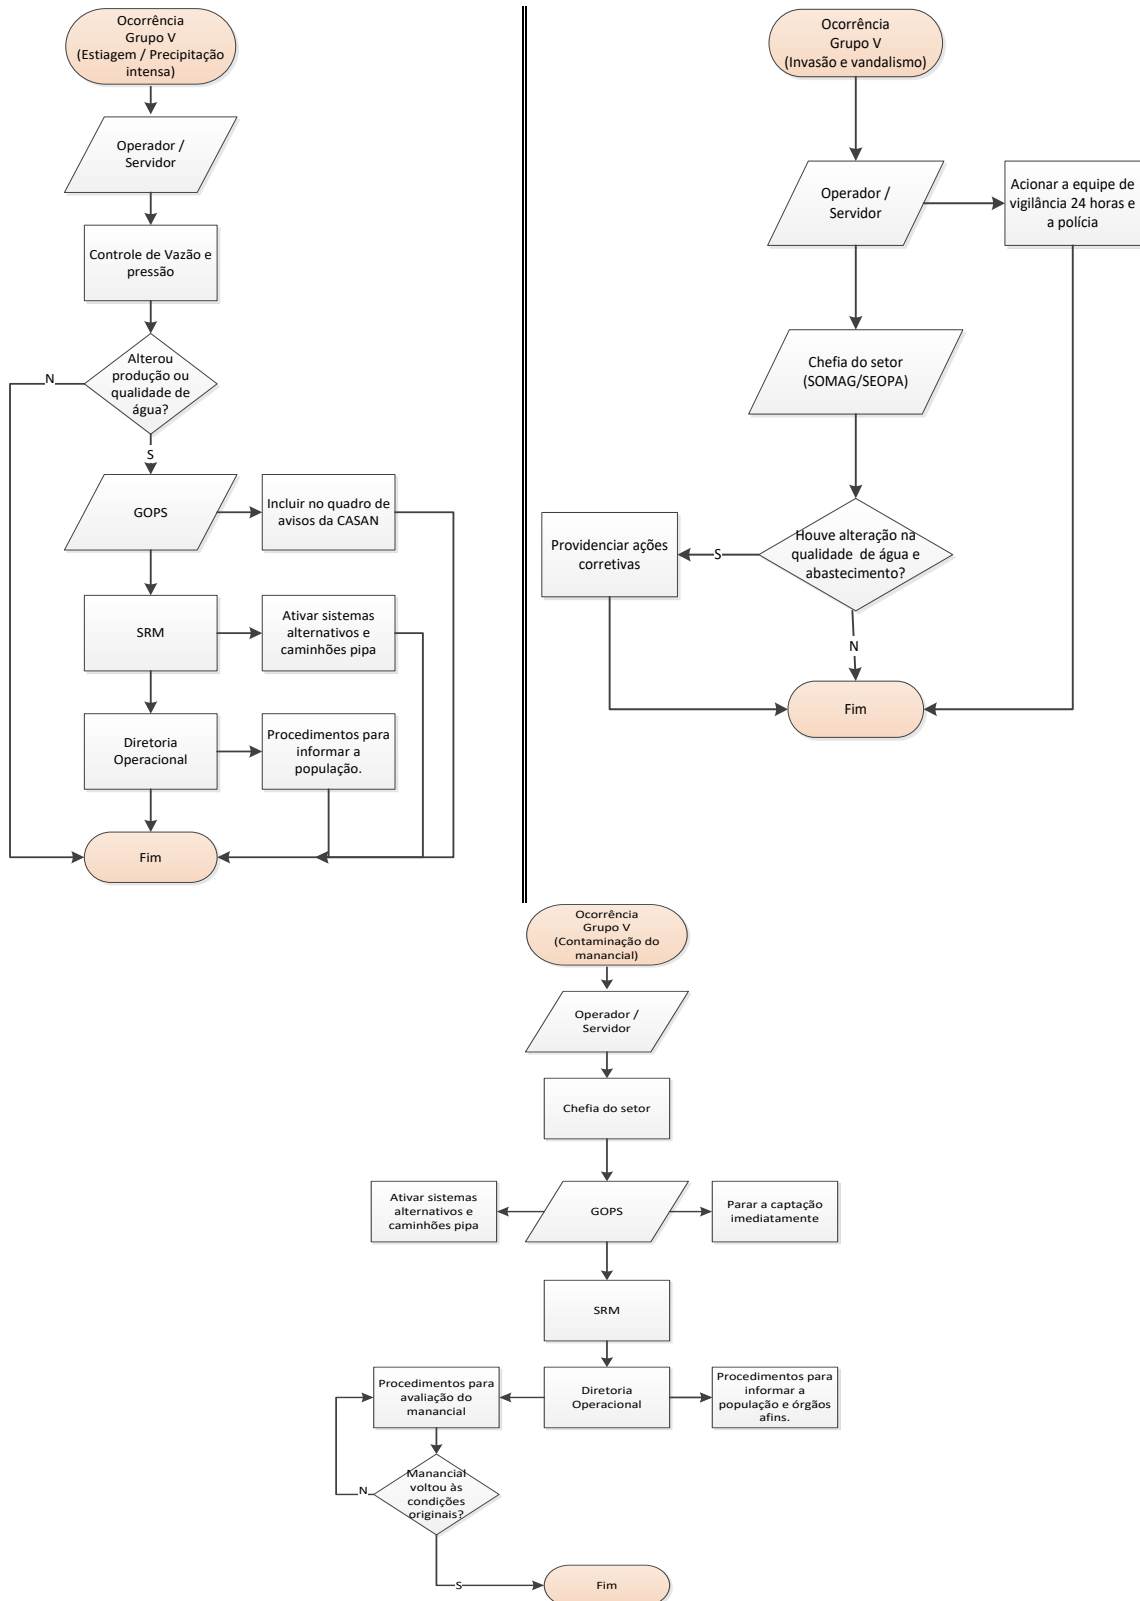 Ocorrência
Grupo V
(Estiagem / Precipitação
intensa)
Operador /
Servidor
Controle de Vazão e
pressão
Alterou
produção ou
qualidade de
água?
N
S
GOPS
Incluir no quadro de
avisos da CASAN
SRM
Ativar sistemas
alternativos e
caminhões pipa
Diretoria
Operacional
Procedimentos para
informar a
população.
Fim
Ocorrência
Grupo V
(Invasão e vandalismo)
Operador /
Servidor
Acionar a equipe de
vigilância 24 horas e
a polícia
Chefia do setor
(SOMAG/SEOPA)
Houve alteração na
qualidade de água e
abastecimento?
S
Providenciar ações
corretivas
N
Fim
Ocorrência
Grupo V
(Contaminação do
manancial)
Operador /
Servidor
Chefia do setor
Ativar sistemas
alternativos e
caminhões pipa
GOPS
Parar a captação
imediatamente
SRM
Procedimentos para
avaliação do
manancial
Diretoria
Operacional
Procedimentos para
informar a
população e órgãos
afins.
Manancial
voltou às
condições
originais?
N
S
Fim